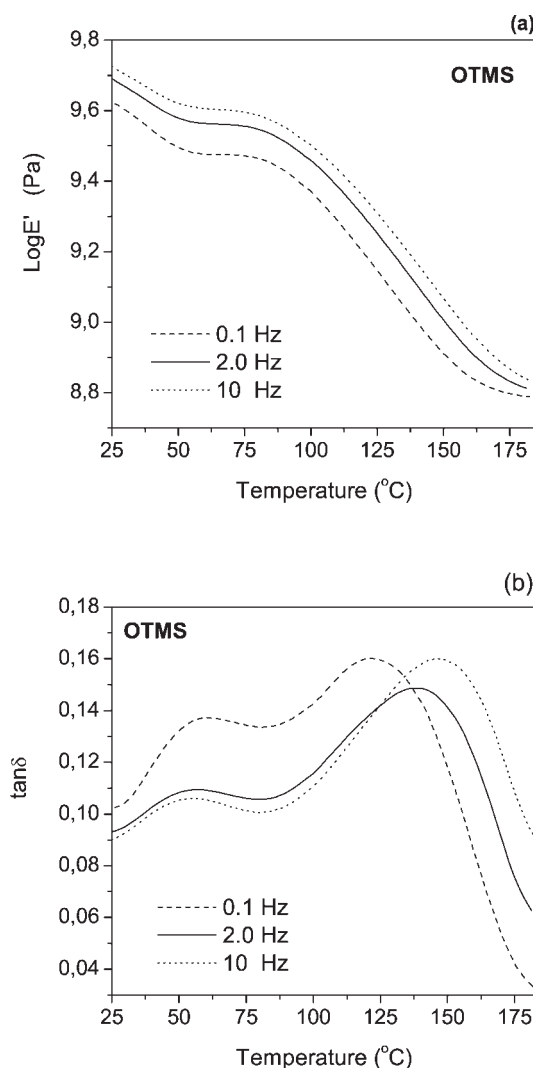 (a)
OTMS
LogE' (Pa)
9,8
9,6
9,4
9,2
9,0
8,8
0.1 Hz
2.0 Hz
10 Hz
25 50 75 100 125 150 175
Temperature (°C)
(b)
OTMS
tanδ
0,18
0,16
0,14
0,12
0,10
0,08
0,06
0,04
0.1 Hz
2.0 Hz
10 Hz
25 50 75 100 125 150 175
Temperature (°C)